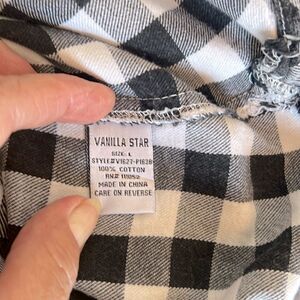 VANILLA STAR
SIZE: L
100% COTTON
MADE IN CHINA
CARE ON REVERSE